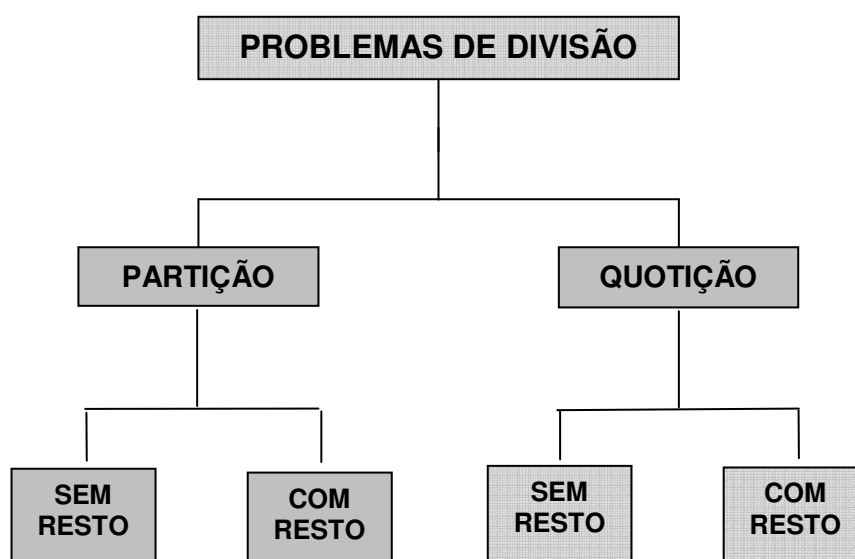 PROBLEMAS DE DIVISÃO
PARTIÇÃO
QUOTIÇÃO
SEM
RESTO
COM
RESTO
SEM
RESTO
COM
RESTO